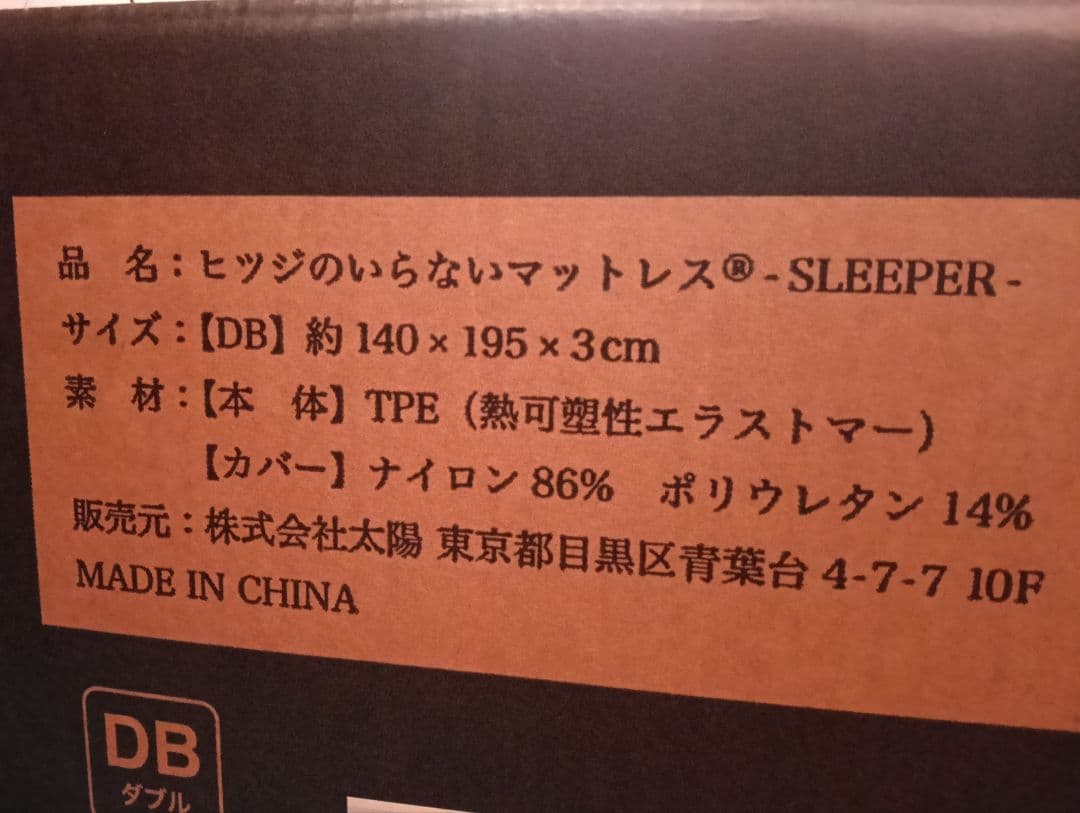 品　名：ヒツジのいらないマットレス® - SLEEPER -
サイズ：【DB】約 140 × 195 × 3cm
素　材：【本　体】TPE（熱可塑性エラストマー）
【カバー】ナイロン 86%　ポリウレタン 14%
販売元：株式会社太陽 東京都目黒区青葉台 4-7-7 10F
MADE IN CHINA
DB
ダブル